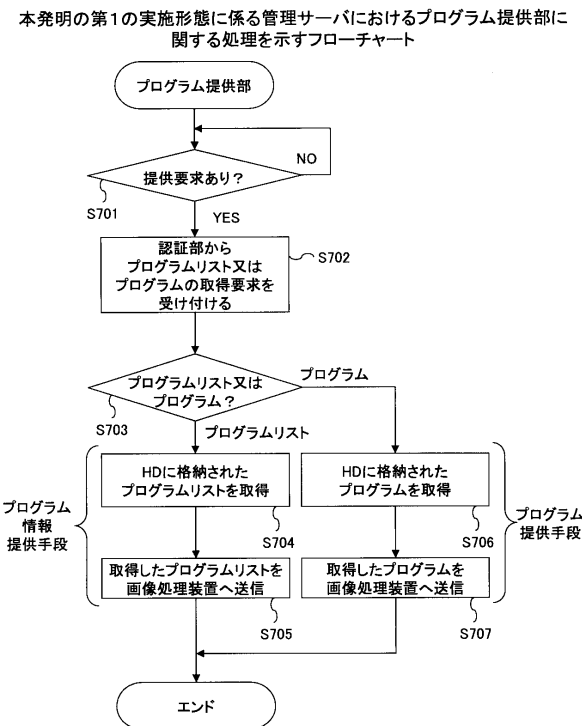 本発明の第1の実施形態に係る管理サーバにおけるプログラム提供部に
関する処理を示すフローチャート
プログラム提供部
NO
提供要求あり？
S701
YES
認証部から
プログラムリスト又は
プログラムの取得要求を
受け付ける
S702
プログラムリスト又は
プログラム？
プログラム
S703
プログラムリスト
プログラム
情報
提供手段
HDに格納された
プログラムリストを取得
S704
HDに格納された
プログラムを取得
S706
プログラム
提供手段
取得したプログラムリストを
画像処理装置へ送信
S705
取得したプログラムを
画像処理装置へ送信
S707
エンド